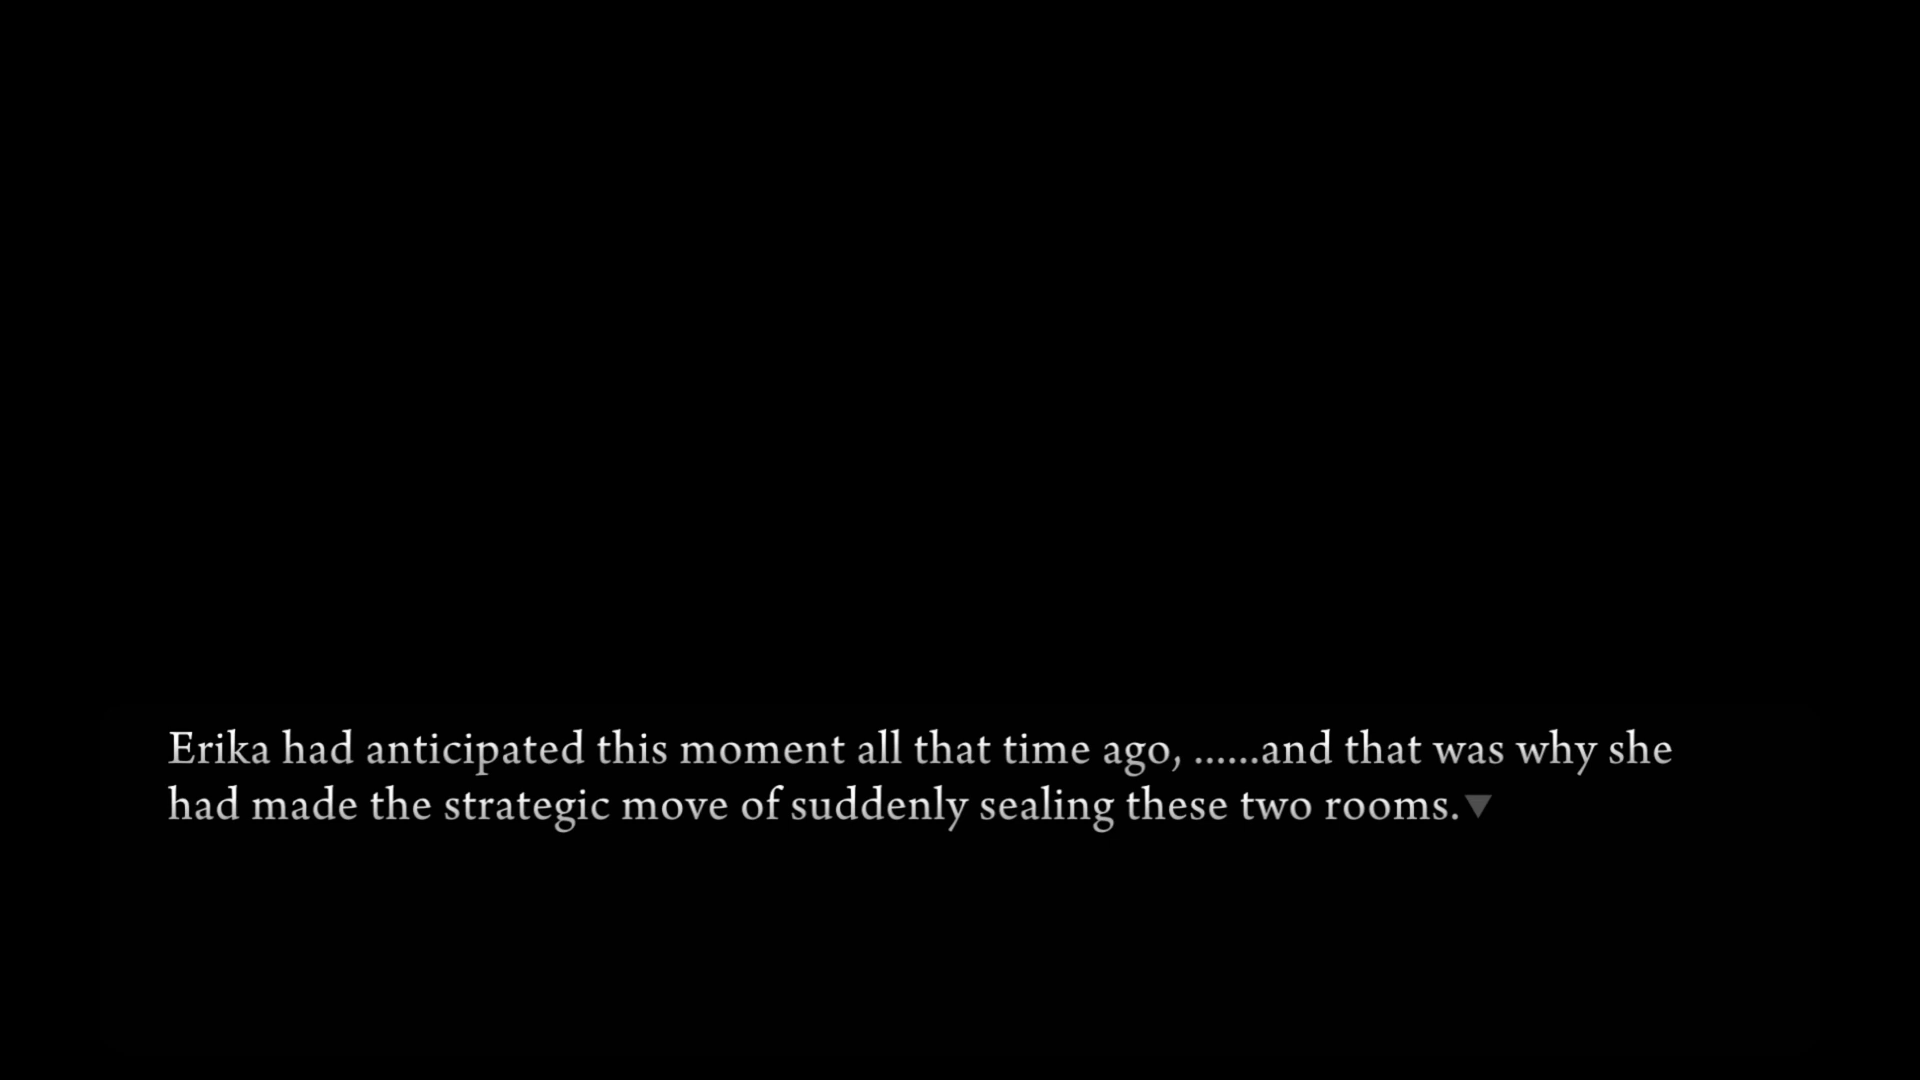 Erika had anticipated this moment all that time ago, ......and that was why she
had made the strategic move of suddenly sealing these two rooms.